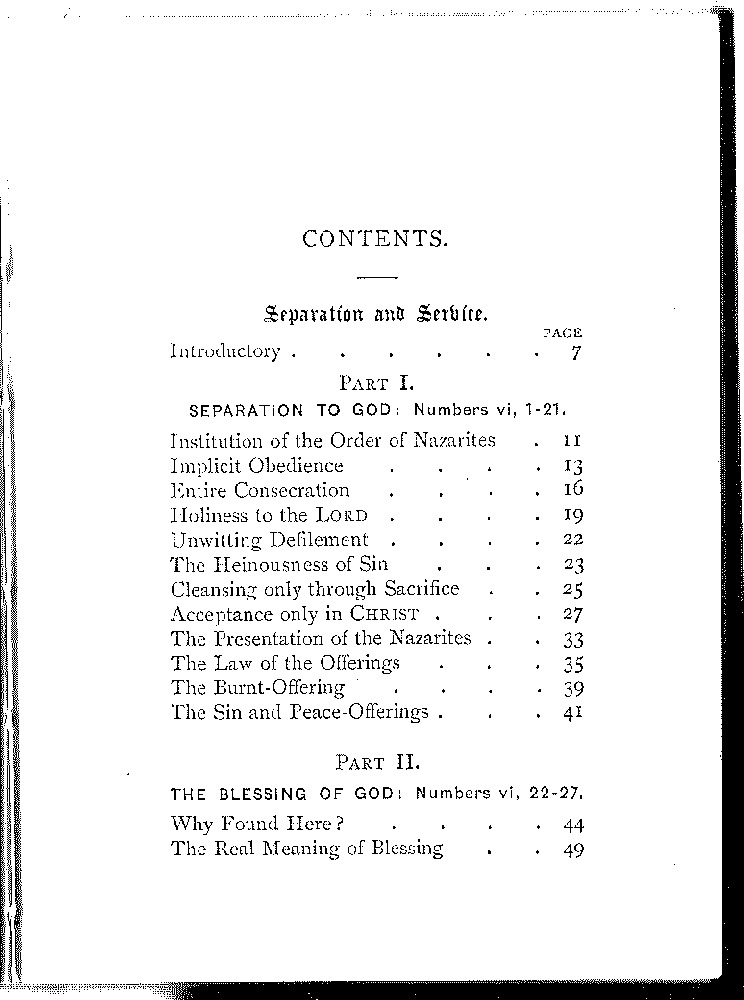 CONTENTS.
Separation and Service.
PAGE
Introductory . . . . . . 7
PART I.
SEPARATION TO GOD: Numbers vi, 1-21.
Institution of the Order of Nazarites . 11
Implicit Obedience . . . . 13
Entire Consecration . . . . 16
Holiness to the LORD . . . . 19
Unwitting Defilement . . . . 22
The Heinousness of Sin . . . 23
Cleansing only through Sacrifice . . 25
Acceptance only in CHRIST . . . 27
The Presentation of the Nazarites . . 33
The Law of the Offerings . . . 35
The Burnt-Offering . . . . 39
The Sin and Peace-Offerings . . . 41
PART II.
THE BLESSING OF GOD: Numbers vi, 22-27.
Why Found Here? . . . . 44
The Real Meaning of Blessing . . 49